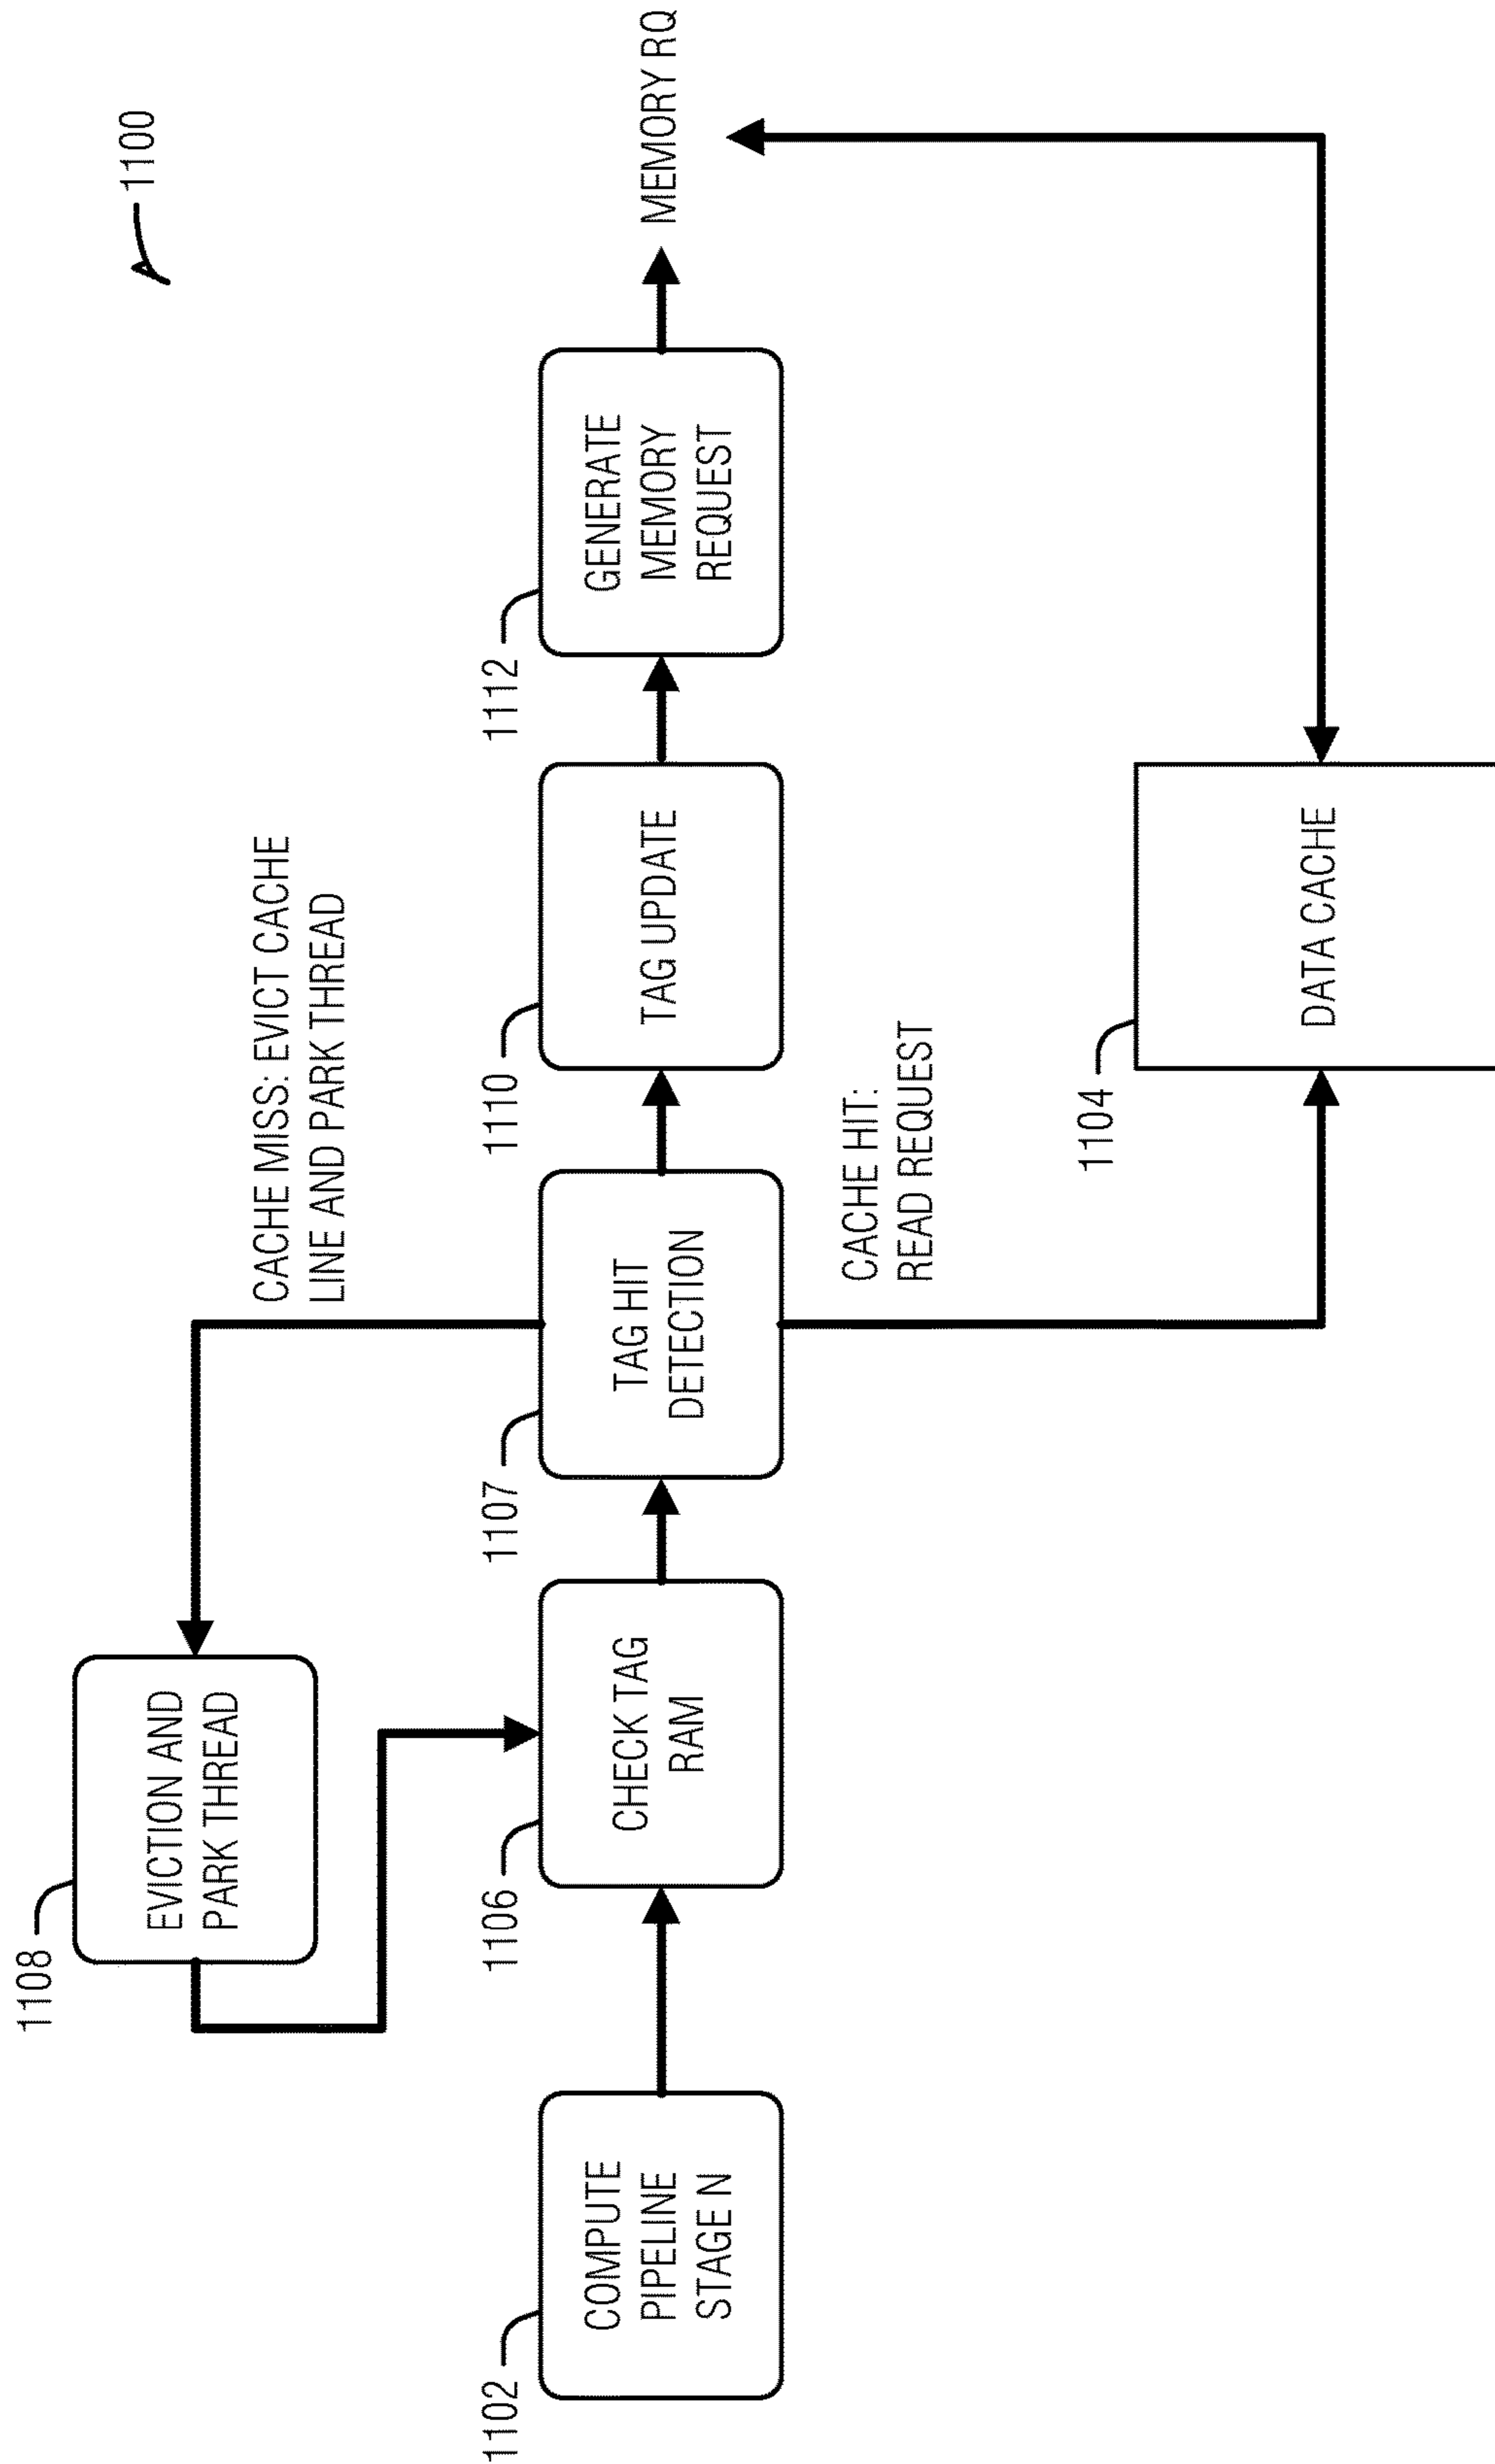 1100
1108
EVICTION AND
PARK THREAD
CACHE MISS: EVICT CACHE
LINE AND PARK THREAD
1102
COMPUTE
PIPELINE
STAGE N
1106
CHECK TAG
RAM
1107
TAG HIT
DETECTION
1110
TAG UPDATE
1112
GENERATE
MEMORY
REQUEST
MEMORY RQ
CACHE HIT:
READ REQUEST
1104
DATA CACHE